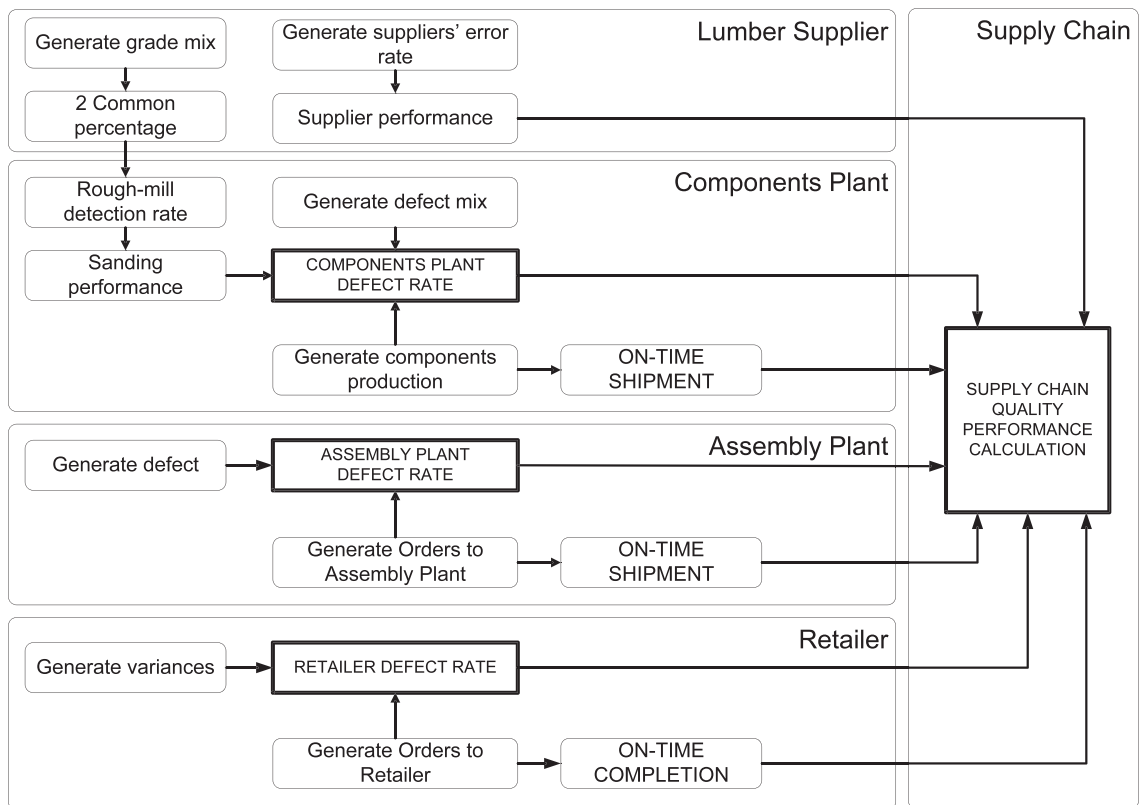 Lumber Supplier
Generate grade mix
Generate suppliers’ error
rate
2 Common
percentage
Supplier performance
Components Plant
Rough-mill
detection rate
Generate defect mix
Sanding
performance
COMPONENTS PLANT
DEFECT RATE
Generate components
production
ON-TIME
SHIPMENT
Assembly Plant
Generate defect
ASSEMBLY PLANT
DEFECT RATE
Generate Orders to
Assembly Plant
ON-TIME
SHIPMENT
Retailer
Generate variances
RETAILER DEFECT RATE
Generate Orders to
Retailer
ON-TIME
COMPLETION
Supply Chain
SUPPLY CHAIN
QUALITY
PERFORMANCE
CALCULATION